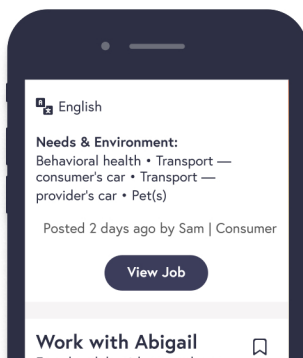 English
Needs & Environment:
Behavioral health • Transport —
consumer's car • Transport —
provider's car • Pet(s)
Posted 2 days ago by Sam | Consumer
View Job
Work with Abigail